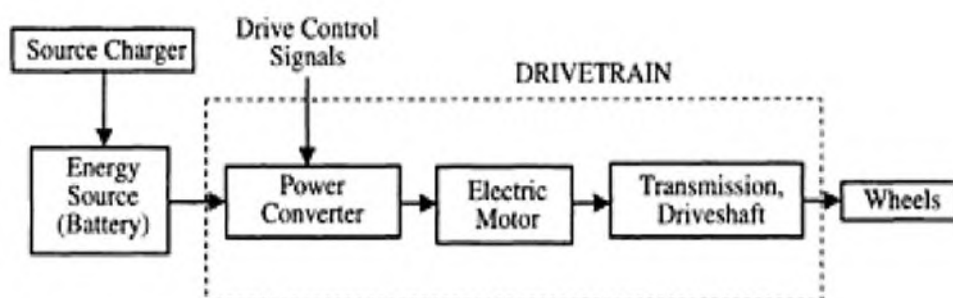 Source Charger
Drive Control
Signals
DRIVETRAIN
Energy
Source
(Battery)
Power
Converter
Electric
Motor
Transmission,
Driveshaft
Wheels